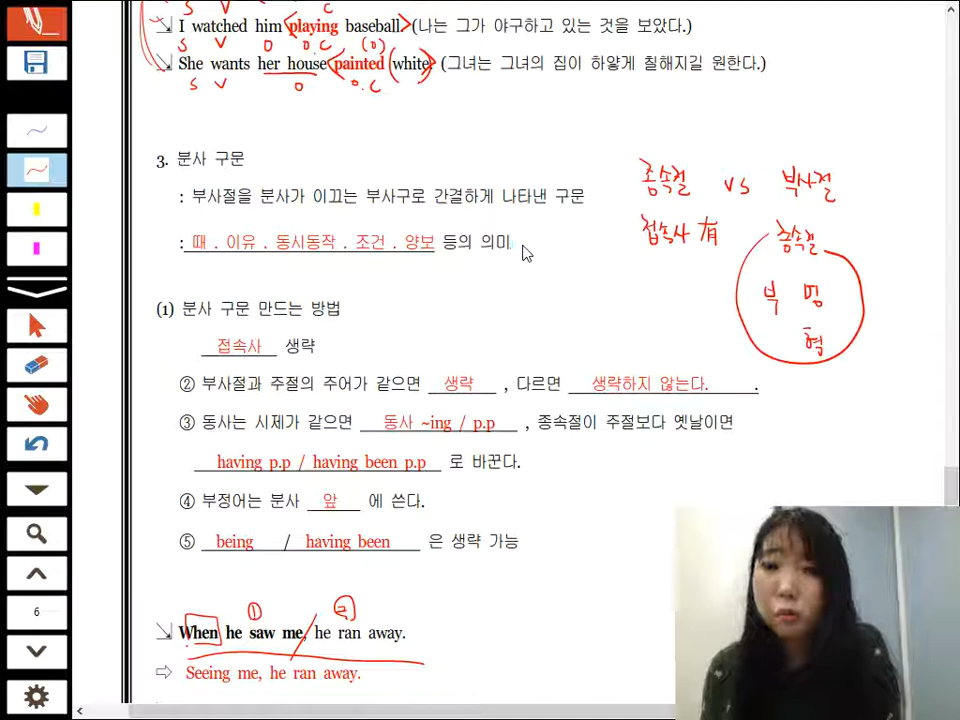 S V C
I watched him <playing baseball.> (나는 그가 야구하고 있는 것을 보았다.)
S V O O.C (O)
She wants her house <painted (white)> (그녀는 그녀의 집이 하얗게 칠해지길 원한다.)
S V O O.C
3. 분사 구문
: 부사절을 분사가 이끄는 부사구로 간결하게 나타낸 구문
: 때 . 이유 . 동시동작 . 조건 . 양보 등의 의미
종속절 vs 부사절
접속사 有 종속절
부 명
형
(1) 분사 구문 만드는 방법
접속사 생략
② 부사절과 주절의 주어가 같으면 생략 , 다르면 생략하지 않는다. .
③ 동사는 시제가 같으면 동사 ~ing / p.p , 종속절이 주절보다 옛날이면
having p.p / having been p.p 로 바꾼다.
④ 부정어는 분사 앞 에 쓴다.
⑤ being / having been 은 생략 가능
① ②
When he saw me, he ran away.
⇨ Seeing me, he ran away.
6